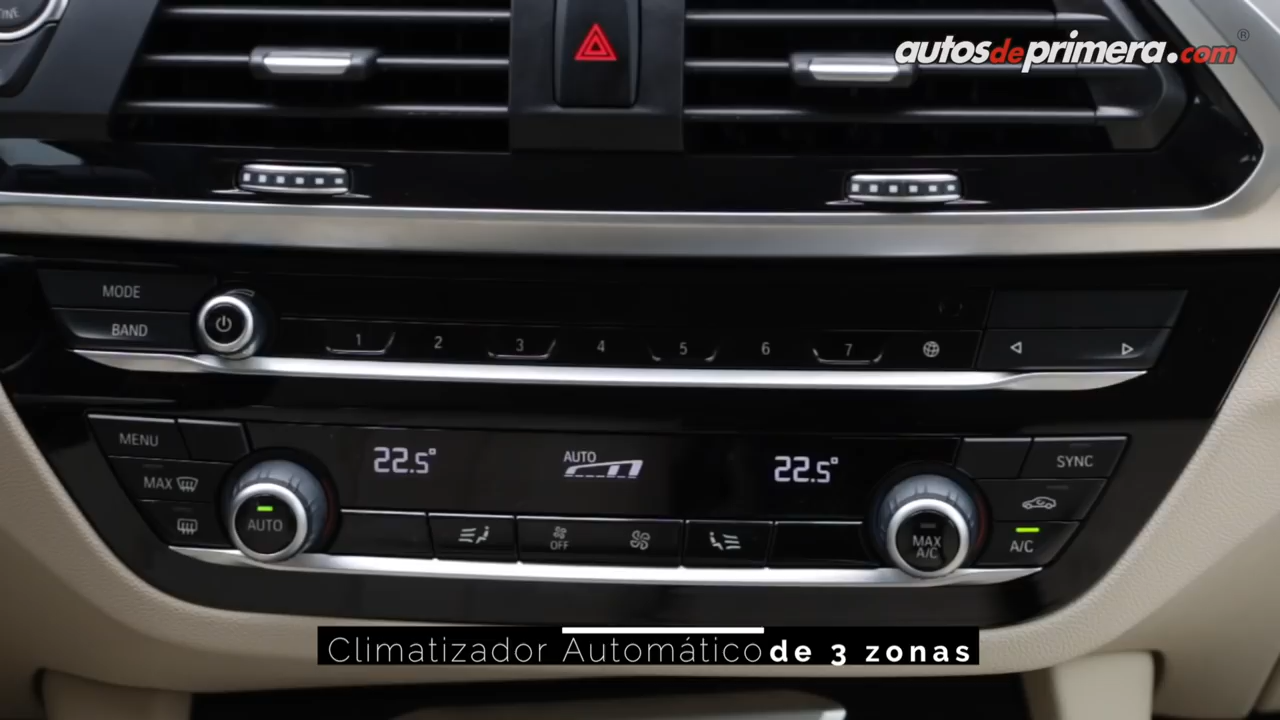 autosdeprimera.com®
MODE
BAND
1 2 3 4 5 6 7
MENU
22.5°
AUTO
22.5°
SYNC
MAX
AUTO
OFF
MAX
A/C
A/C
Climatizador Automático de 3 zonas